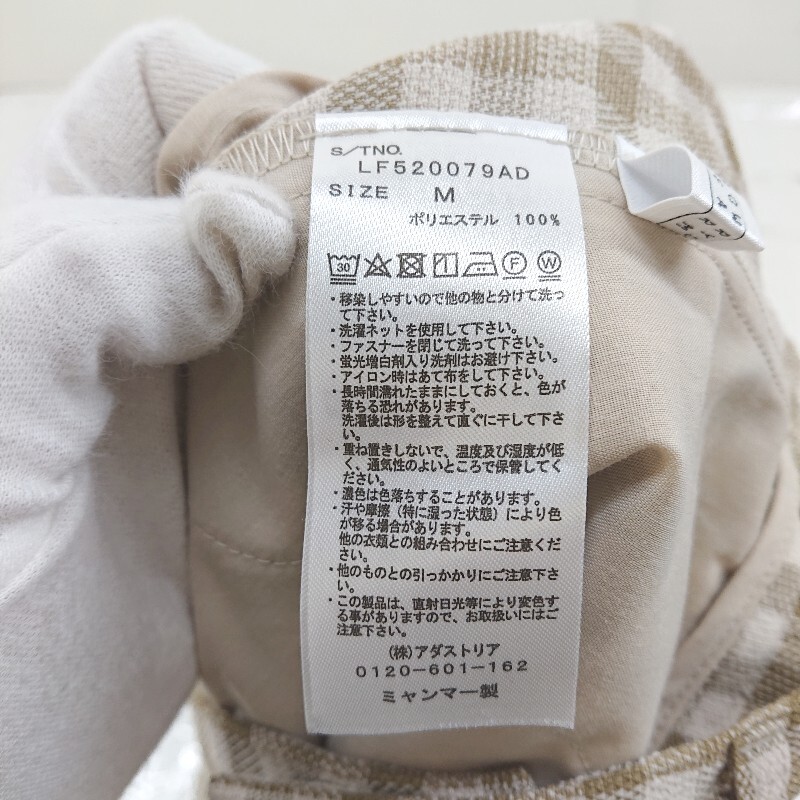 S/TNO.
LF520079AD
SIZE M
ポリエステル 100%
30
F
W
・移染しやすいので他の物と分けて洗っ
て下さい。
・洗濯ネットを使用して下さい。
・ファスナーを閉じて洗って下さい。
・蛍光増白剤入り洗剤はお避け下さい。
・アイロン時はあて布をして下さい。
・長時間濡れたままにしておくと、色が
落ちる恐れがあります。
洗濯後は形を整えて直ぐに干して下さ
い。
・重ね置きしないで、温度及び湿度が低
く、通気性のよいところで保管してく
ださい。
・濃色は色落ちすることがあります。
・汗や摩擦（特に湿った状態）により色
が移る場合があります。
他の衣類との組み合わせにご注意くだ
さい。
・他のものとの引っかかりにご注意下さ
い。
・この製品は、直射日光等により変色す
る事がありますので、お取扱いにはご
注意下さい。
(株)アダストリア
0120-601-162
ミャンマー製